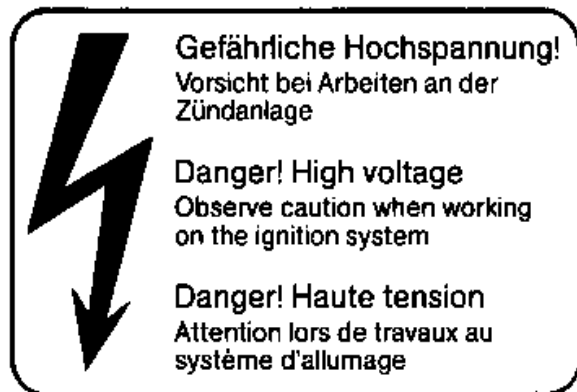 Gefährliche Hochspannung!
Vorsicht bei Arbeiten an der
Zündanlage
Danger! High voltage
Observe caution when working
on the ignition system
Danger! Haute tension
Attention lors de travaux au
système d'allumage